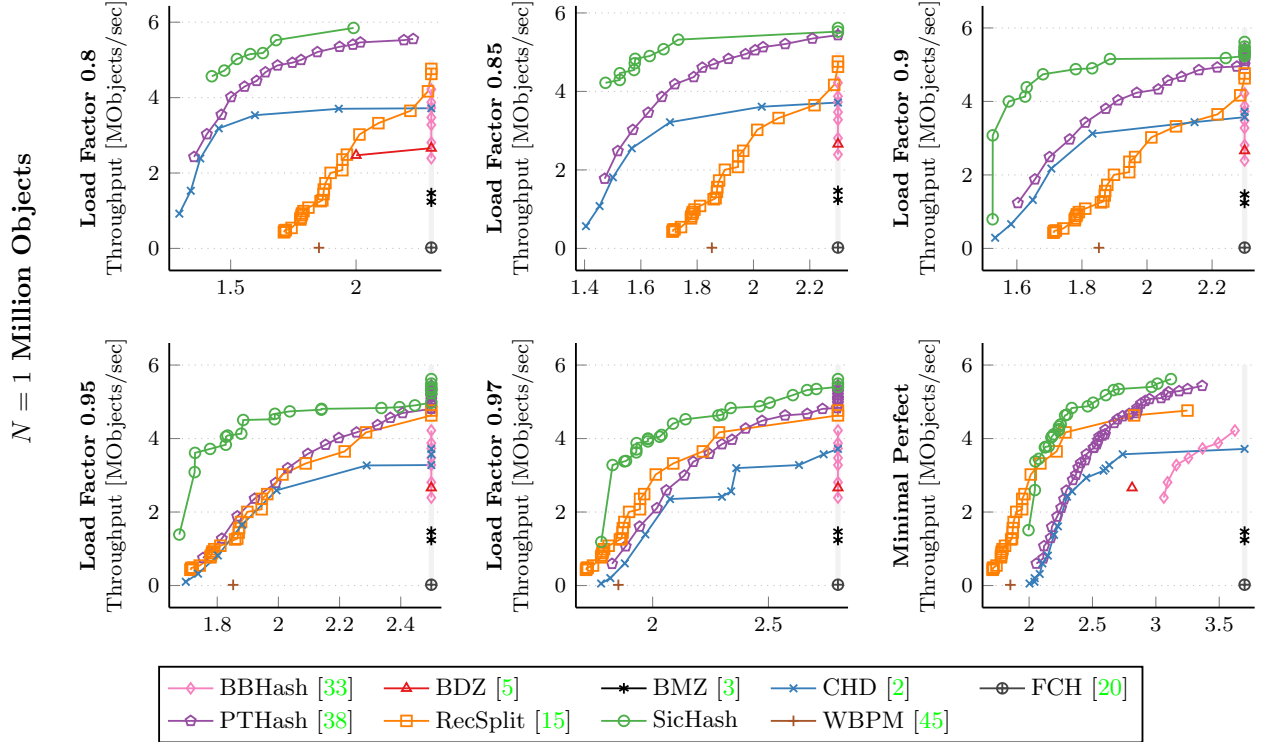 N = 1 Million Objects
Load Factor 0.8
Throughput [MObjects/sec]
6
4
2
0
1.5 2
Load Factor 0.85
Throughput [MObjects/sec]
6
4
2
0
1.4 1.6 1.8 2 2.2
Load Factor 0.9
Throughput [MObjects/sec]
6
4
2
0
1.6 1.8 2 2.2
Load Factor 0.95
Throughput [MObjects/sec]
6
4
2
0
1.8 2 2.2 2.4
Load Factor 0.97
Throughput [MObjects/sec]
6
4
2
0
2 2.5
Minimal Perfect
Throughput [MObjects/sec]
6
4
2
0
2 2.5 3 3.5
BBHash [33] BDZ [5] BMZ [3] CHD [2] FCH [20]
PTHash [38] RecSplit [15] SicHash WBPM [45]